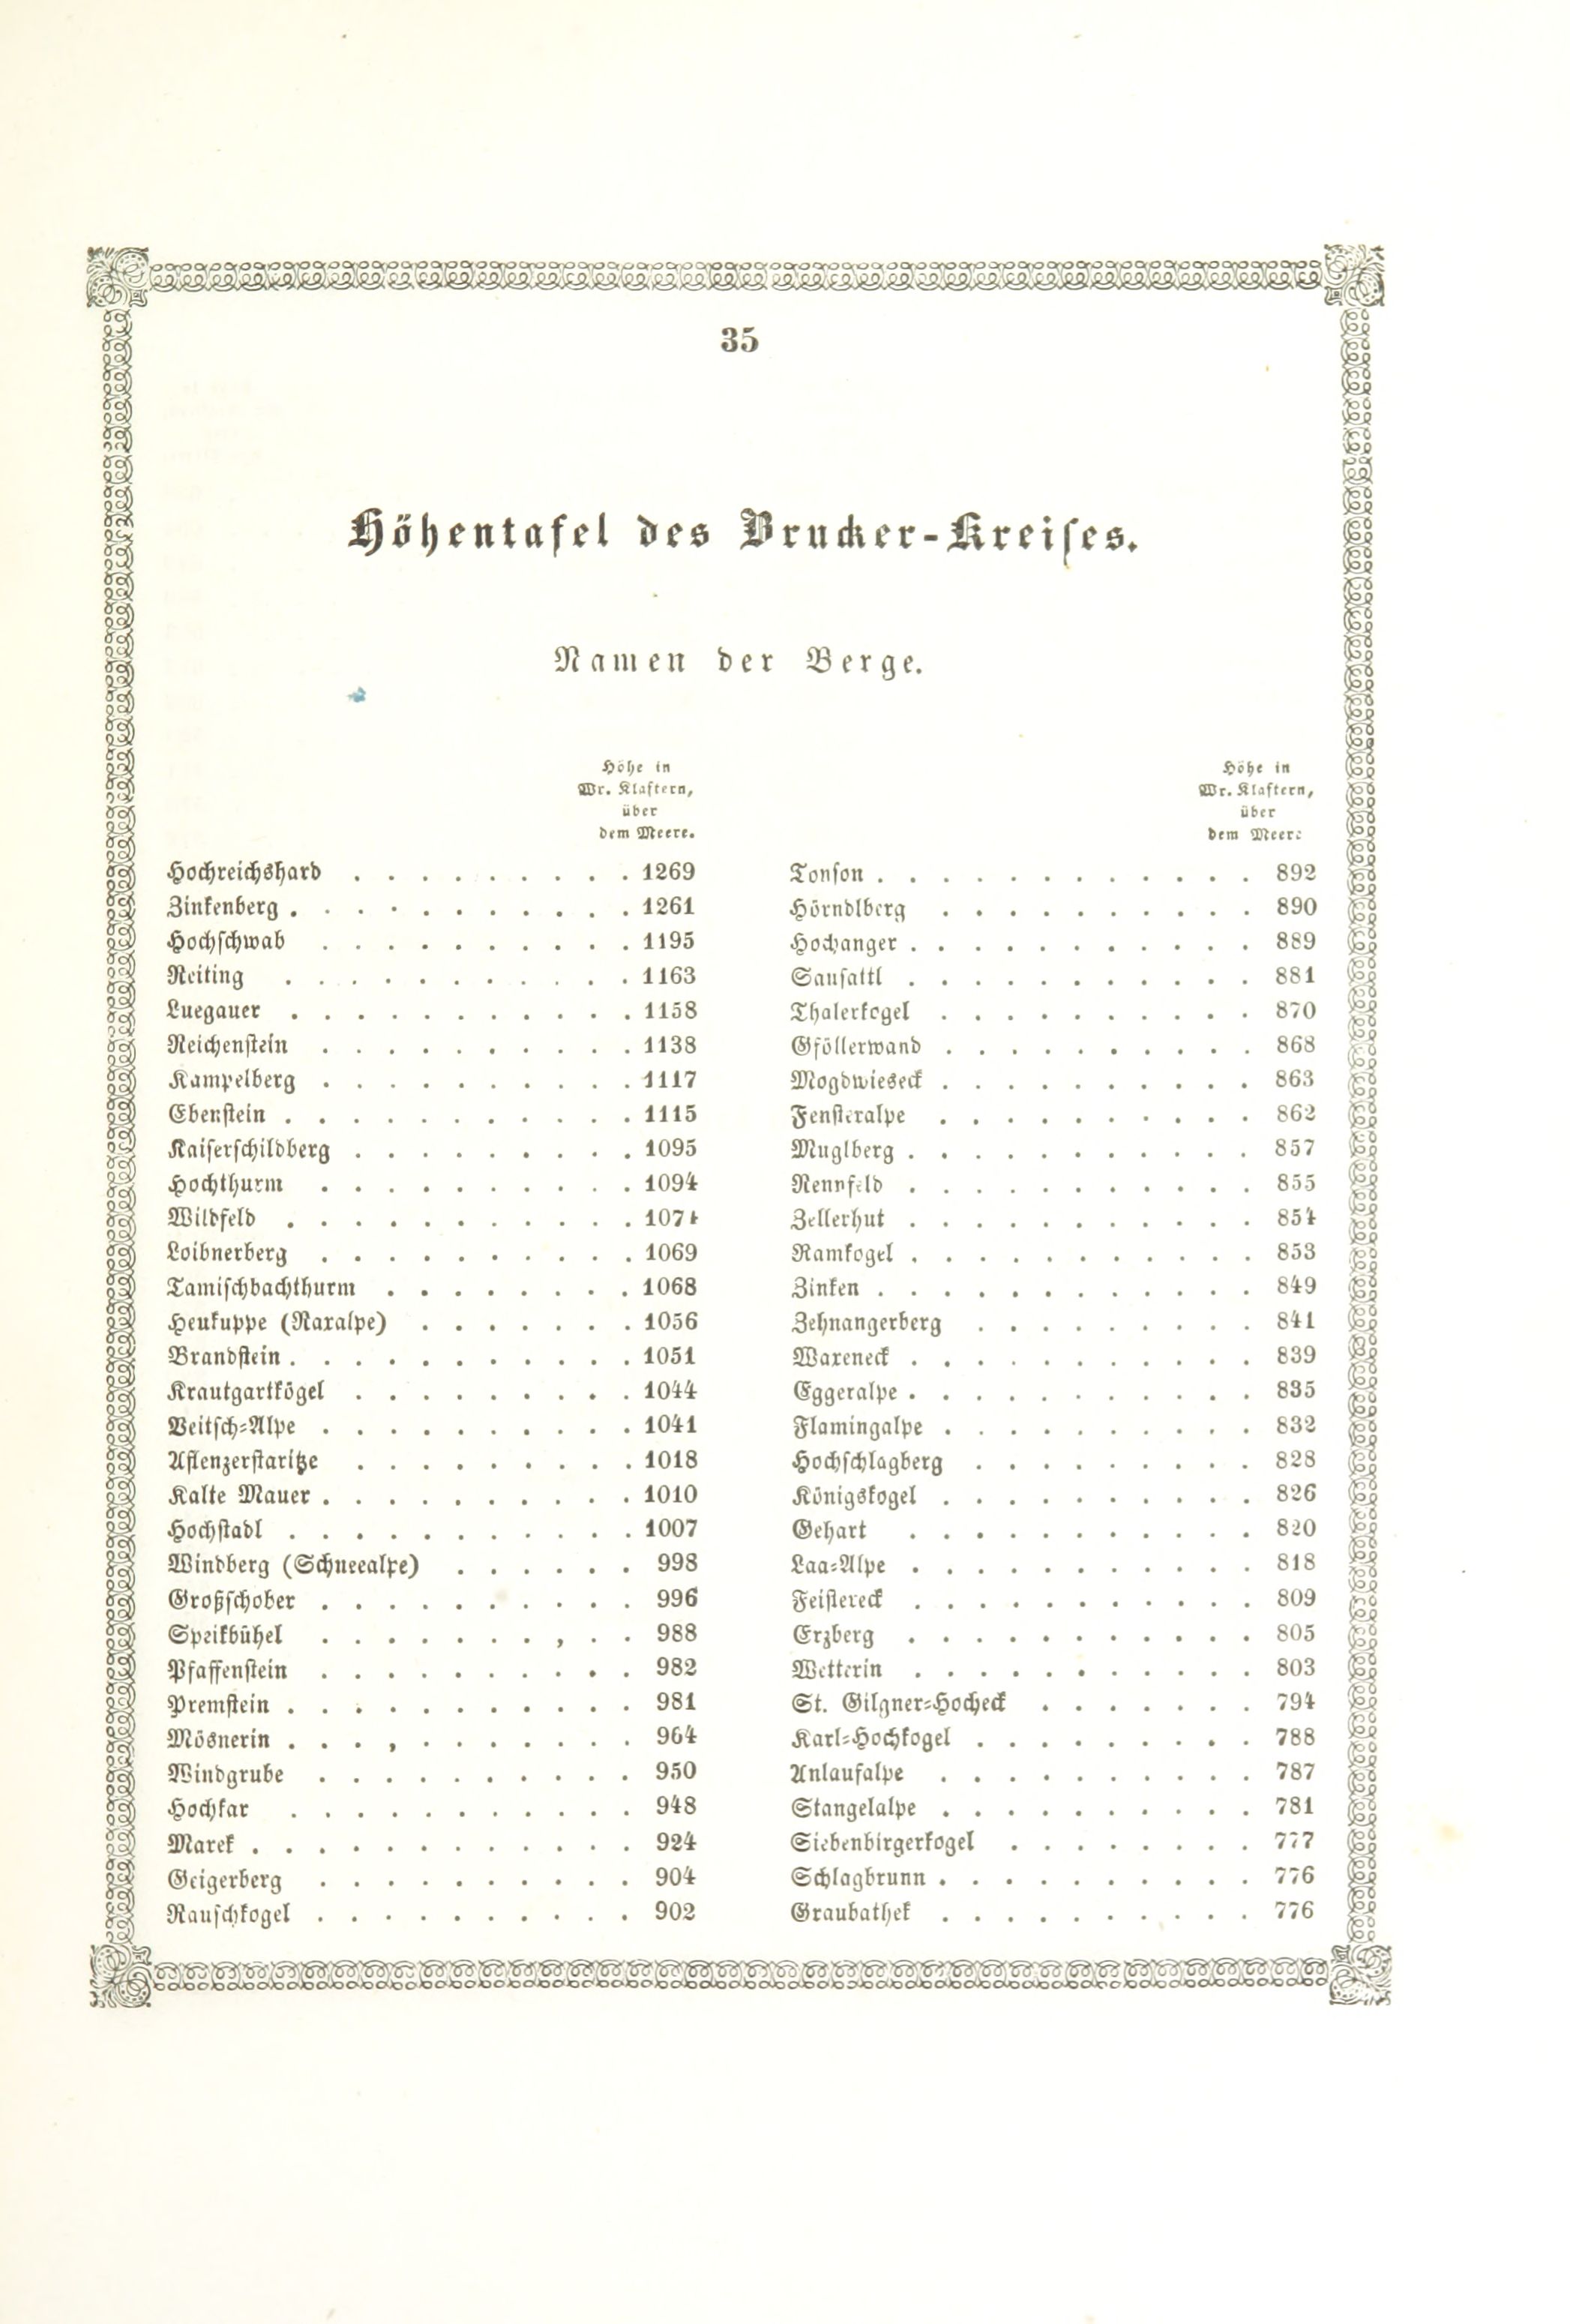 35
Höhentafel des Brucker-Kreises.
Namen der Berge.
Höhe in
Wr. Klaftern,
über
dem Meere.
Hochreichshard . . . . . . . . . 1269
Zinkenberg . . . . . . . . . . . 1261
Hochschwab . . . . . . . . . . 1195
Reiting . . . . . . . . . . . 1163
Luegauer . . . . . . . . . . . 1158
Reichenstein . . . . . . . . . . 1138
Kampelberg . . . . . . . . . . 1117
Ebenstein . . . . . . . . . . . 1115
Kaiserschildberg . . . . . . . . . 1095
Hochthurm . . . . . . . . . . 1094
Wildfeld . . . . . . . . . . . 1074
Loibnerberg . . . . . . . . . . 1069
Tamischbachthurm . . . . . . . . 1068
Heukuppe (Raxalpe) . . . . . . . 1056
Brandstein . . . . . . . . . . . 1051
Krautgartkögel . . . . . . . . . 1044
Veitsch-Alpe . . . . . . . . . . 1041
Aflenzerstaritze . . . . . . . . . 1018
Kalte Mauer . . . . . . . . . . 1010
Hochstadl . . . . . . . . . . . 1007
Windberg (Schneealpe) . . . . . . 998
Großschober . . . . . . . . . . 996
Speikbühel . . . . . . . , . . 988
Pfaffenstein . . . . . . . . . . 982
Premstein . . . . . . . . . . . 981
Mösnerin . . . , . . . . . . . 964
Windgrube . . . . . . . . . . 950
Hochkar . . . . . . . . . . . 948
Marek . . . . . . . . . . . . 924
Geigerberg . . . . . . . . . . 904
Rauschkogel . . . . . . . . . . 902
Höhe in
Wr. Klaftern,
über
dem Meere
Tonson . . . . . . . . . . . . 892
Hörndlberg . . . . . . . . . . 890
Hochanger . . . . . . . . . . . 889
Sausattl . . . . . . . . . . . 881
Thalerkogel . . . . . . . . . . 870
Gföllerwand . . . . . . . . . . 868
Mogdwieseck . . . . . . . . . . 863
Fensteralpe . . . . . . . . . . 862
Muglberg . . . . . . . . . . . 857
Rennfeld . . . . . . . . . . . 855
Zellerhut . . . . . . . . . . . 854
Ramkogel . . . . . . . . . . . 853
Zinken . . . . . . . . . . . . 849
Zehnangerberg . . . . . . . . . 841
Waxeneck . . . . . . . . . . . 839
Eggeralpe . . . . . . . . . . . 835
Flamingalpe . . . . . . . . . . 832
Hochschlagberg . . . . . . . . . 828
Königskogel . . . . . . . . . . 826
Gehart . . . . . . . . . . . 820
Laa-Alpe . . . . . . . . . . . 818
Feistereck . . . . . . . . . . . 809
Erzberg . . . . . . . . . . . 805
Wetterin . . . . . . . . . . . 803
St. Gilgner-Hocheck . . . . . . . 794
Karl-Hochkogel . . . . . . . . . 788
Anlaufalpe . . . . . . . . . . 787
Stangelalpe . . . . . . . . . . 781
Siebenbirgerkogel . . . . . . . . 777
Schlagbrunn . . . . . . . . . . 776
Graubathek . . . . . . . . . . 776